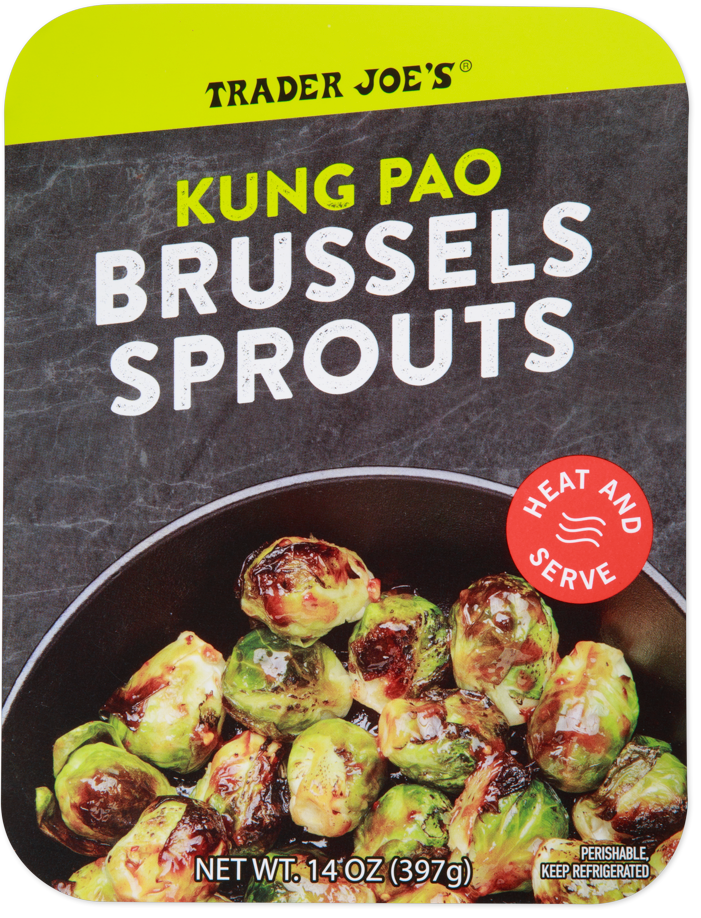 TRADER JOE'S®
KUNG PAO
BRUSSELS
SPROUTS
HEAT AND
SERVE
NET WT. 14 OZ (397g)
PERISHABLE,
KEEP REFRIGERATED